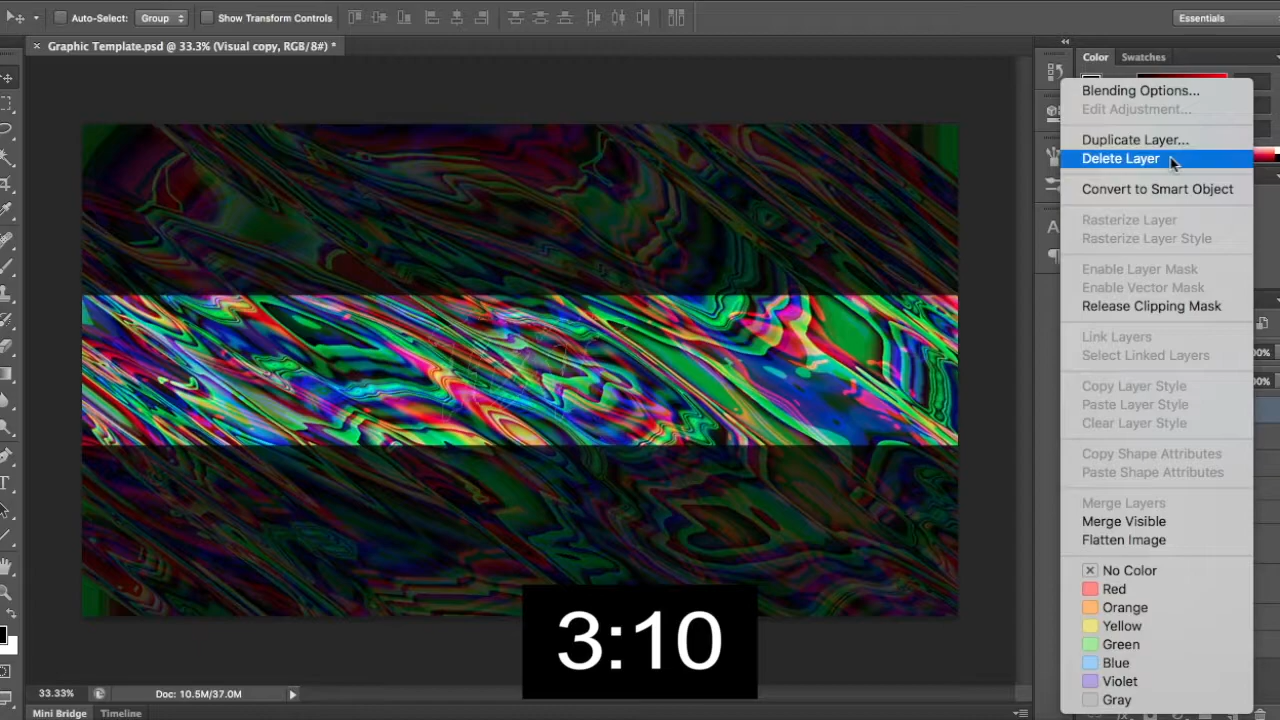 Auto-Select: Group Show Transform Controls Essentials
× Graphic Template.psd @ 33.3% (Visual copy, RGB/8#) *
Color Swatches
Blending Options...
Edit Adjustment...
Duplicate Layer...
Delete Layer
Convert to Smart Object
Rasterize Layer
Rasterize Layer Style
Enable Layer Mask
Enable Vector Mask
Release Clipping Mask
Link Layers
Select Linked Layers
Copy Layer Style
Paste Layer Style
Clear Layer Style
Copy Shape Attributes
Paste Shape Attributes
Merge Layers
Merge Visible
Flatten Image
No Color
Red
Orange
Yellow
Green
Blue
Violet
Gray
3:10
33.33% Doc: 10.5M/37.0M
Mini Bridge Timeline